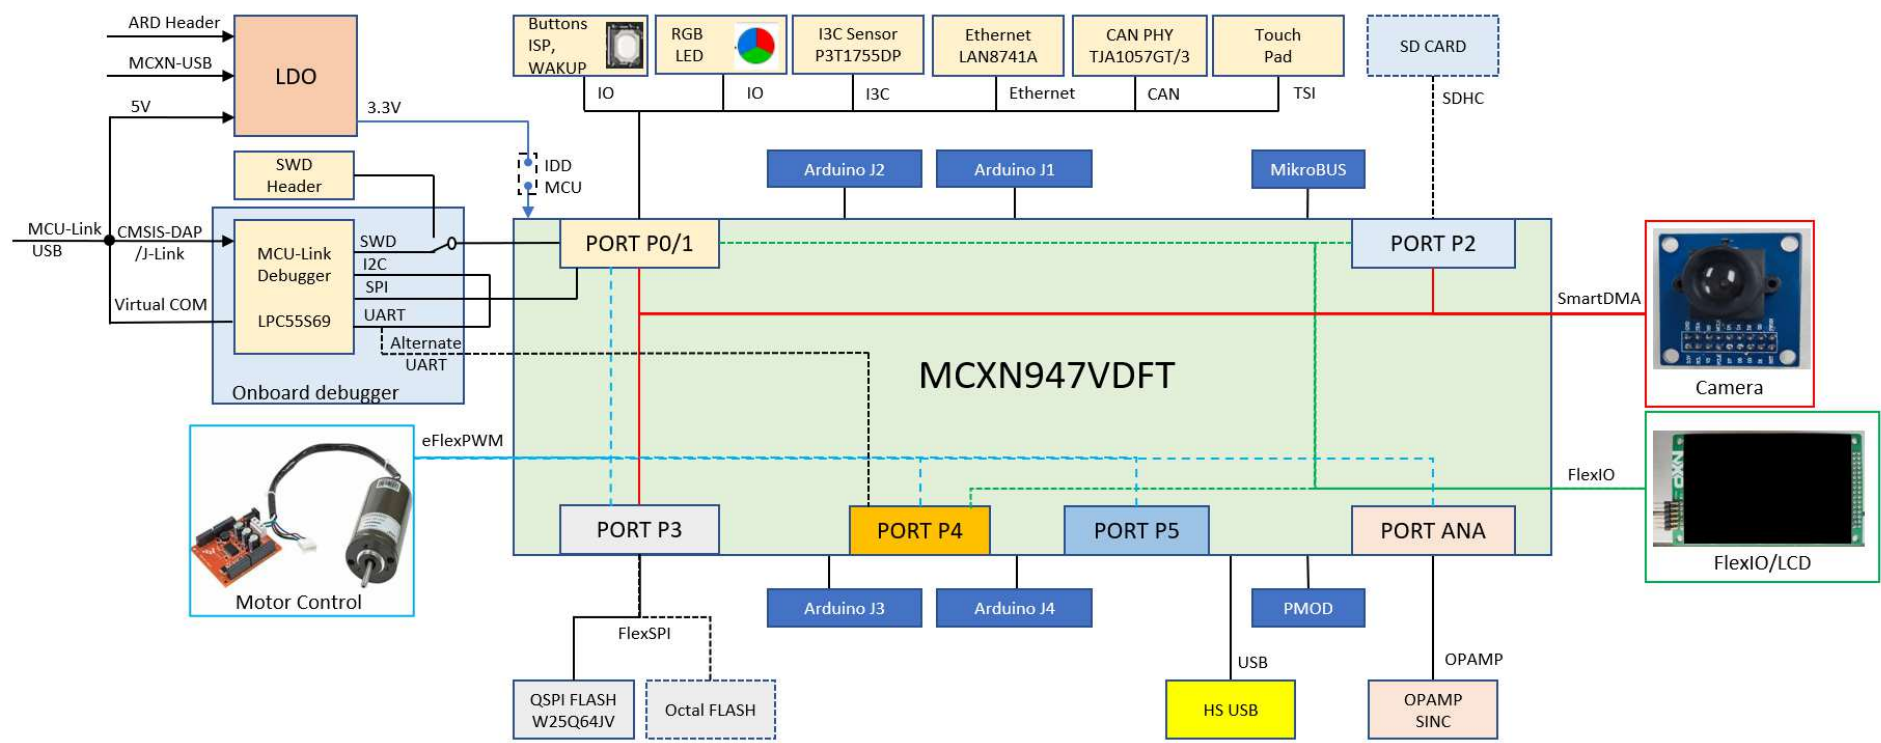 ARD Header
MCXN-USB
5V
LDO
3.3V
SWD
Header
IDD
MCU
Buttons
ISP,
WAKUP
RGB
LED
I3C Sensor
P3T1755DP
Ethernet
LAN8741A
CAN PHY
TJA1057GT/3
Touch
Pad
SD CARD
IO
IO
I3C
Ethernet
CAN
TSI
SDHC
Arduino J2
Arduino J1
MikroBUS
MCU-Link
USB
CMSIS-DAP
/J-Link
Virtual COM
MCU-Link
Debugger
LPC55S69
SWD
I2C
SPI
UART
Alternate
UART
Onboard debugger
PORT P0/1
PORT P2
SmartDMA
Camera
MCXN947VDFT
eFlexPWM
Motor Control
FlexIO
NXP
FlexIO/LCD
PORT P3
PORT P4
PORT P5
PORT ANA
Arduino J3
Arduino J4
PMOD
FlexSPI
USB
OPAMP
QSPI FLASH
W25Q64JV
Octal FLASH
HS USB
OPAMP
SINC